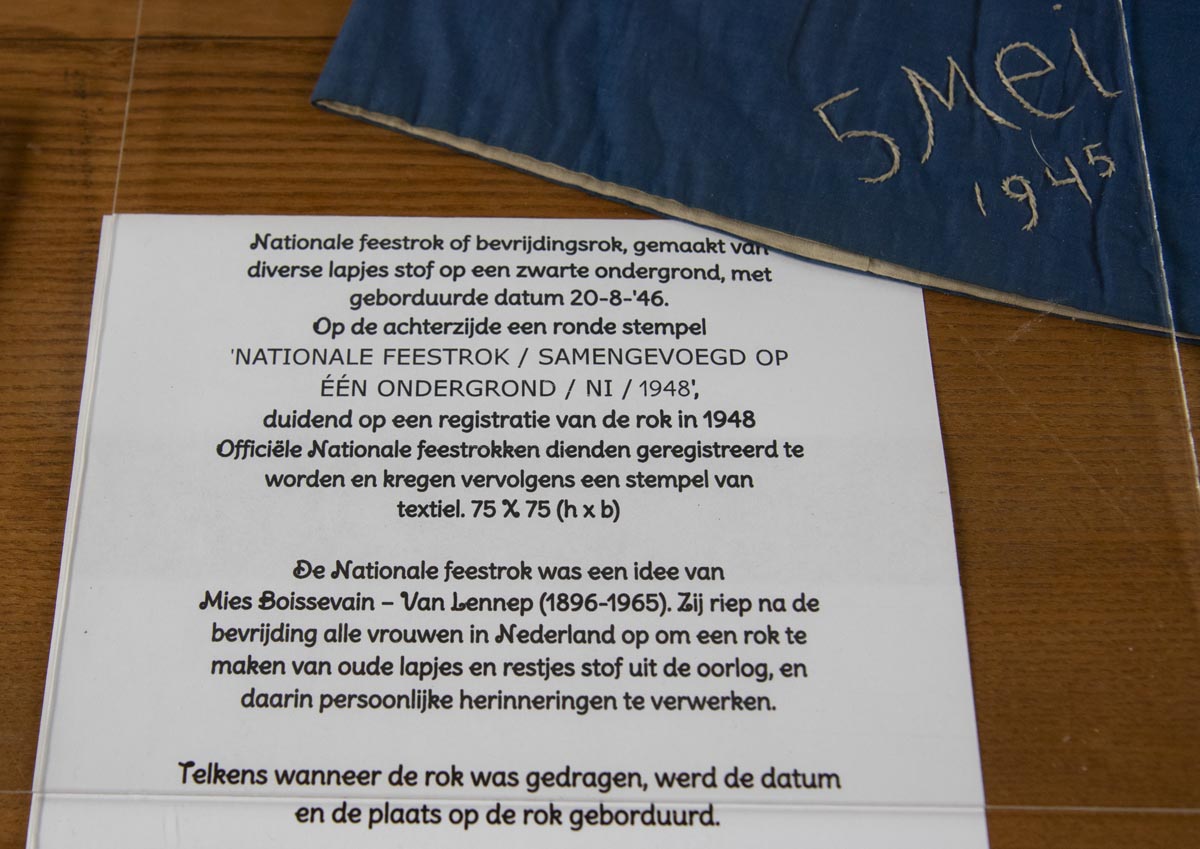 5 Mei
1945
Nationale feestrok of bevrijdingsrok, gemaakt van
diverse lapjes stof op een zwarte ondergrond, met
geborduurde datum 20-8-'46.
Op de achterzijde een ronde stempel
'NATIONALE FEESTROK / SAMENGEVOEGD OP
ÉÉN ONDERGROND / NI / 1948',
duidend op een registratie van de rok in 1948
Officiële Nationale feestrokken dienden geregistreerd te
worden en kregen vervolgens een stempel van
textiel. 75 X 75 (h x b)
De Nationale feestrok was een idee van
Mies Boissevain – Van Lennep (1896-1965). Zij riep na de
bevrijding alle vrouwen in Nederland op om een rok te
maken van oude lapjes en restjes stof uit de oorlog, en
daarin persoonlijke herinneringen te verwerken.
Telkens wanneer de rok was gedragen, werd de datum
en de plaats op de rok geborduurd.